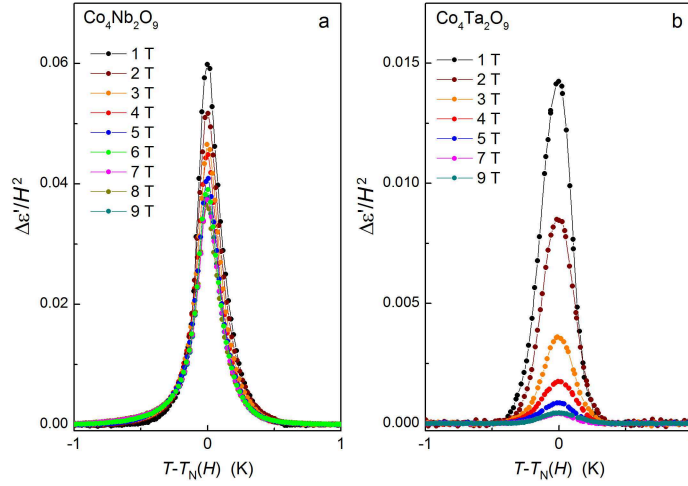 Co₄Nb₂O₉
a
1 T
2 T
3 T
4 T
5 T
6 T
7 T
8 T
9 T
0.06
0.04
0.02
0.00
Δε'/H²
-1
0
1
T-T_N(H) (K)
Co₄Ta₂O₉
b
1 T
2 T
3 T
4 T
5 T
7 T
9 T
0.015
0.010
0.005
0.000
Δε'/H²
-1
0
T-T_N(H) (K)